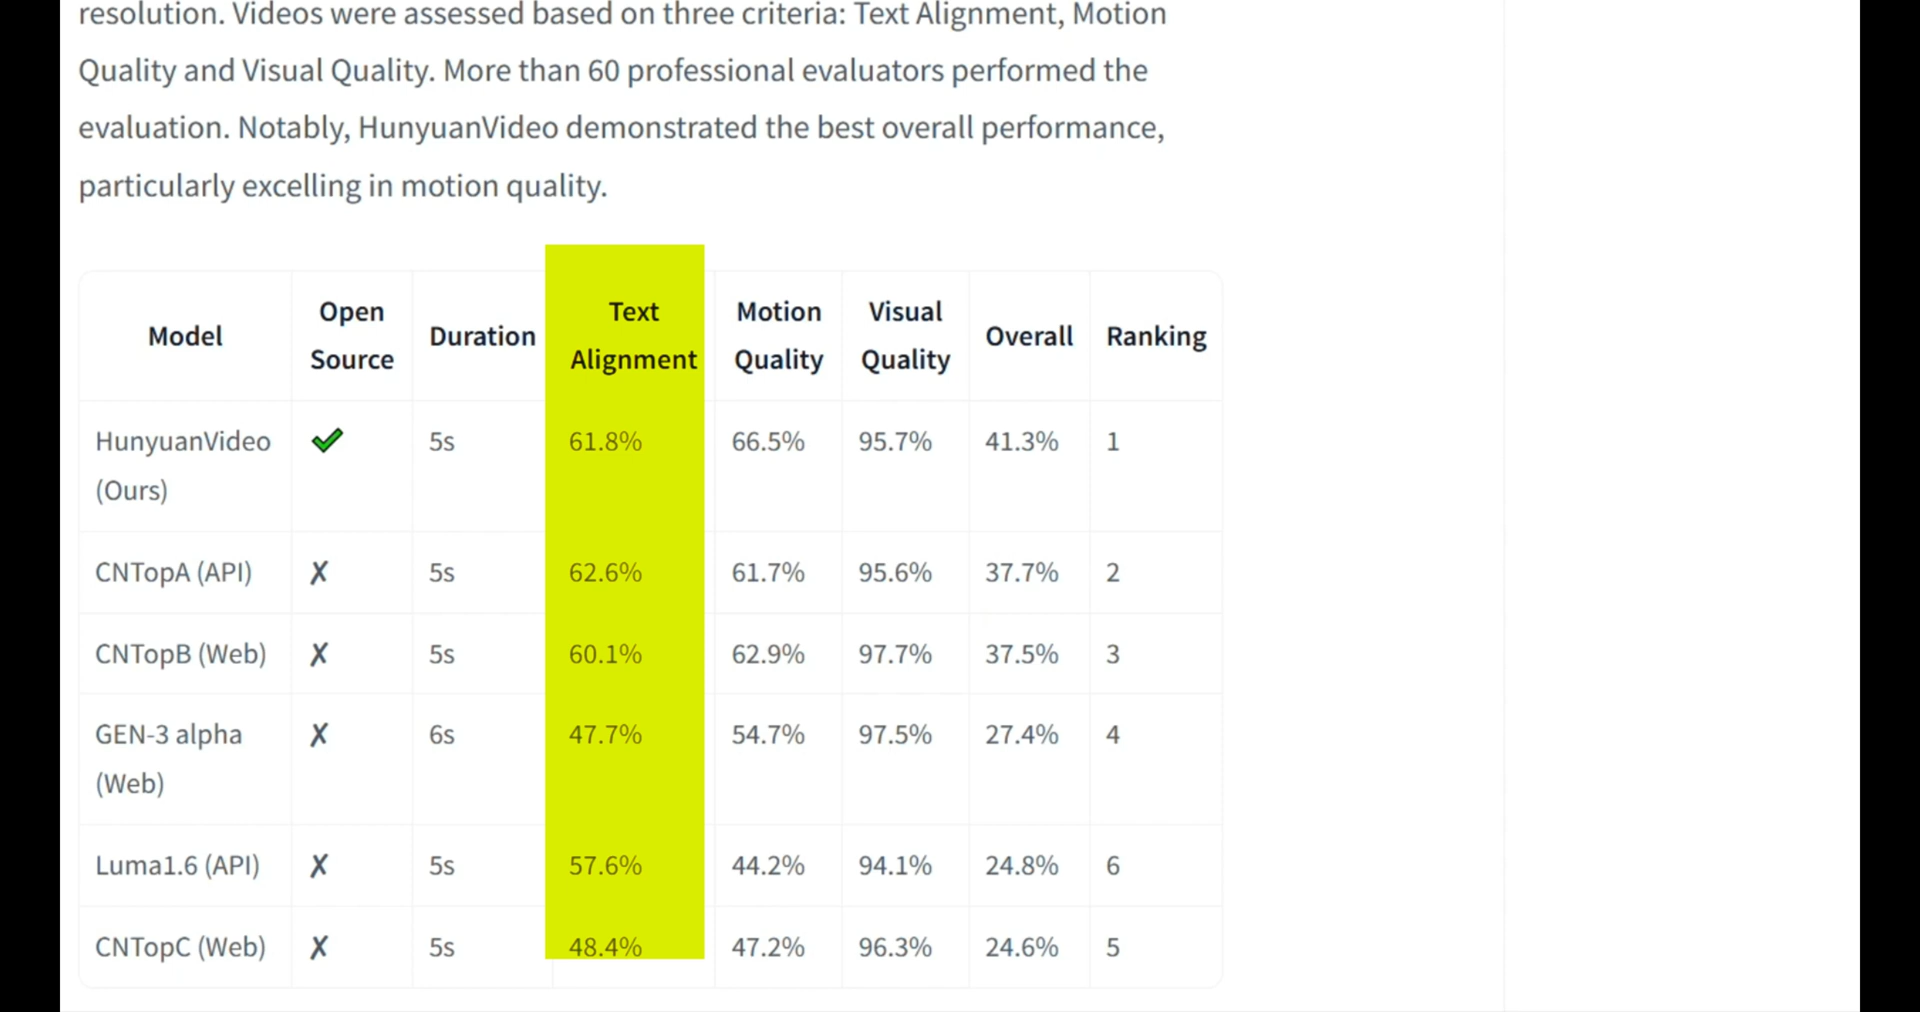 resolution. Videos were assessed based on three criteria: Text Alignment, Motion
Quality and Visual Quality. More than 60 professional evaluators performed the
evaluation. Notably, HunyuanVideo demonstrated the best overall performance,
particularly excelling in motion quality.
Model Open Source Duration Text Alignment Motion Quality Visual Quality Overall Ranking
HunyuanVideo (Ours) ✔ 5s 61.8% 66.5% 95.7% 41.3% 1
CNTopA (API) ✗ 5s 62.6% 61.7% 95.6% 37.7% 2
CNTopB (Web) ✗ 5s 60.1% 62.9% 97.7% 37.5% 3
GEN-3 alpha (Web) ✗ 6s 47.7% 54.7% 97.5% 27.4% 4
Luma1.6 (API) ✗ 5s 57.6% 44.2% 94.1% 24.8% 6
CNTopC (Web) ✗ 5s 48.4% 47.2% 96.3% 24.6% 5